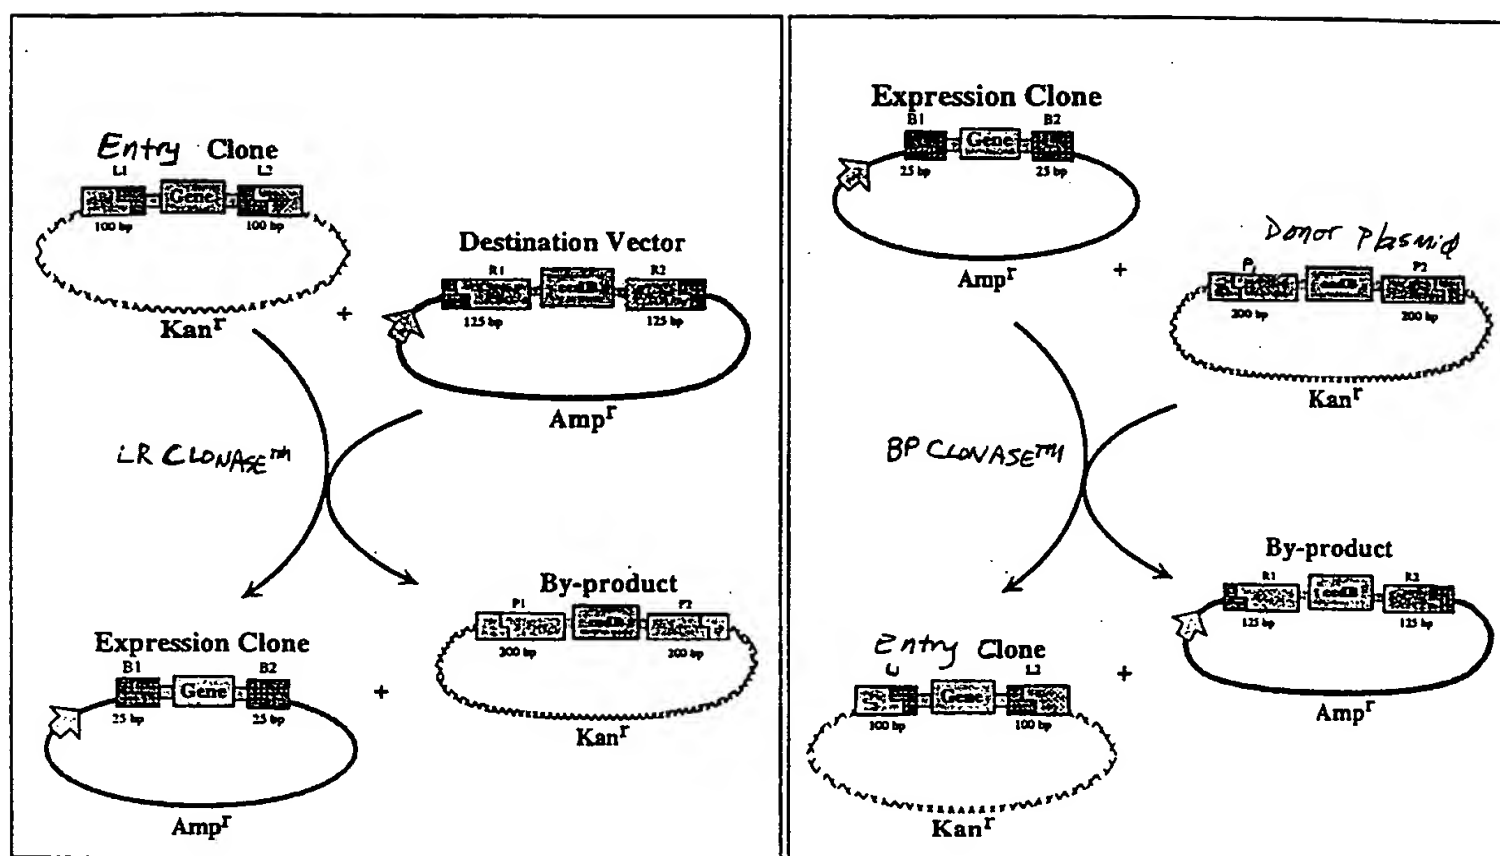 Entry Clone
L1
L2
Gene
100 bp
100 bp
Kanr
+
Destination Vector
R1
R2
ccdB
125 bp
125 bp
Ampr
LR CLONASE™
By-product
P1
P2
ccdB
200 bp
200 bp
Kanr
Expression Clone
B1
B2
Gene
25 bp
25 bp
+
Ampr
Expression Clone
B1
B2
Gene
25 bp
25 bp
Ampr
+
Donor plasmid
P1
P2
ccdB
200 bp
200 bp
Kanr
BP CLONASE™
By-product
R1
R2
ccdB
125 bp
125 bp
Ampr
Entry Clone
L1
L2
Gene
100 bp
100 bp
+
Kanr